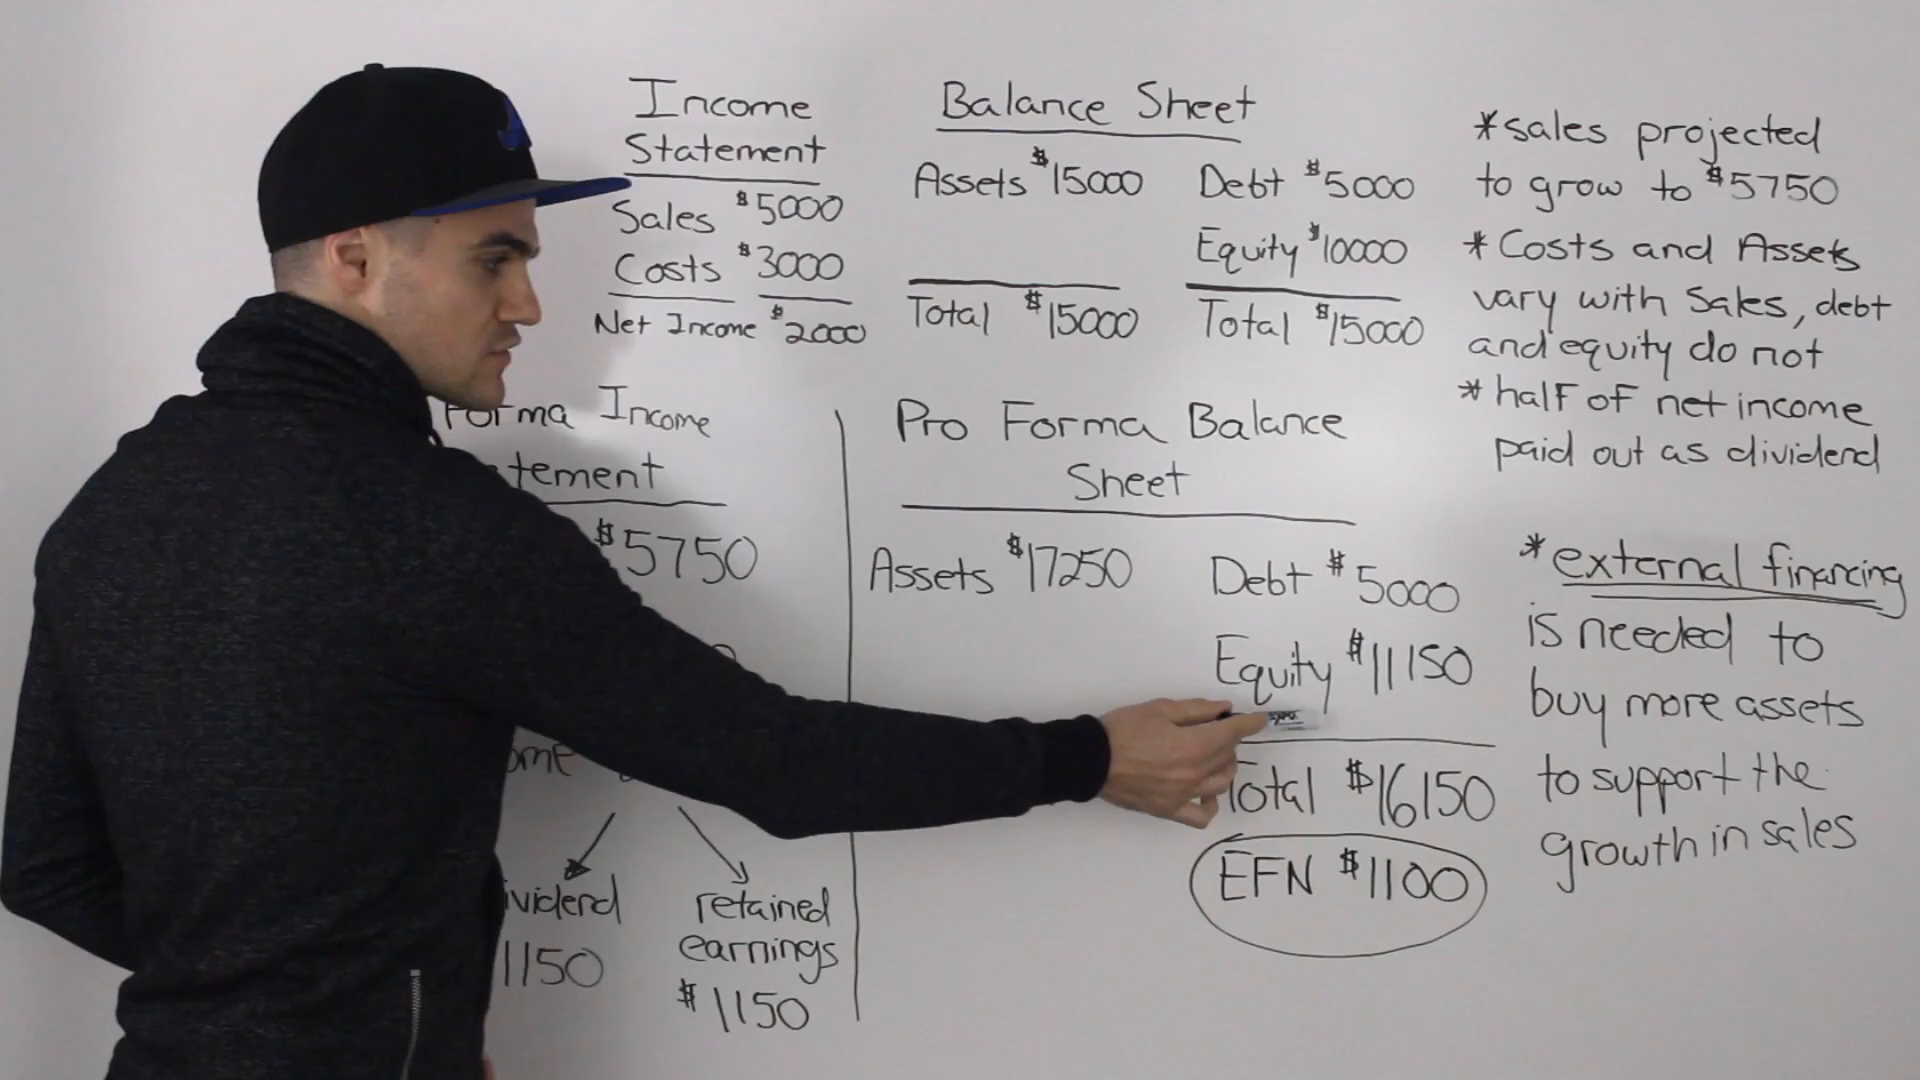 Income
Statement
Sales $5000
Costs $3000
Net Income $2000
Balance Sheet
Assets $15000
Total $15000
Debt $5000
Equity $10000
Total $15000
*sales projected
to grow to $5750
* Costs and Assets
vary with Sales, debt
and equity do not
* half of net income
paid out as dividend
Forma Income
tement
$5750
ome
ividend
1150
retained
earnings
$1150
Pro Forma Balance
Sheet
Assets $17250
Debt $5000
Equity $11150
Total $16150
EFN $1100
*external financing
is needed to
buy more assets
to support the
growth in sales